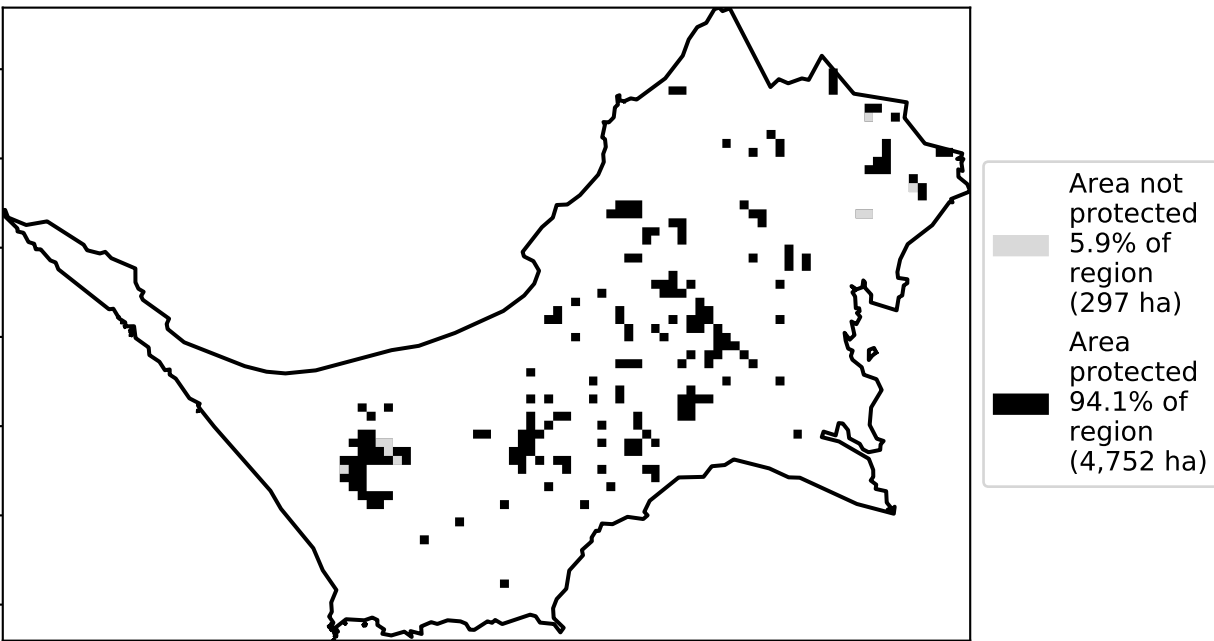 Area not
protected
5.9% of
region
(297 ha)
Area
protected
94.1% of
region
(4,752 ha)